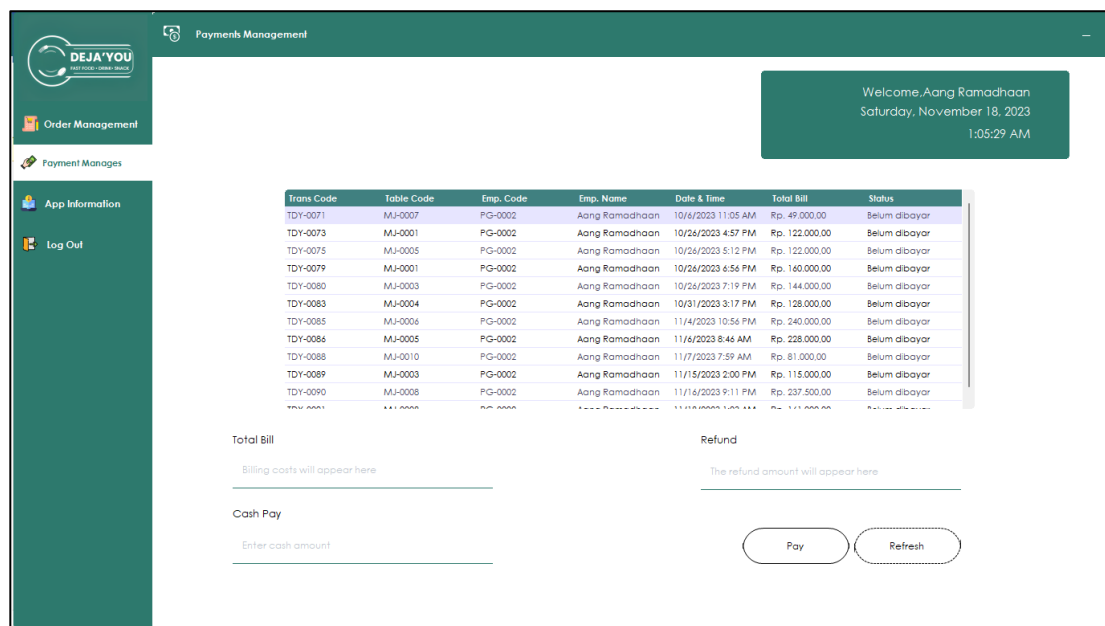 Payments Management
DEJA'YOU
FAST FOOD • DRINK • SNACK
Welcome,Aang Ramadhaan
Saturday, November 18, 2023
1:05:29 AM
Order Management
Payment Manages
App Information
Log Out
Trans Code Table Code Emp. Code Emp. Name Date & Time Total Bill Status
TDY-0071 MJ-0007 PG-0002 Aang Ramadhaan 10/6/2023 11:05 AM Rp. 49.000,00 Belum dibayar
TDY-0073 MJ-0001 PG-0002 Aang Ramadhaan 10/26/2023 4:57 PM Rp. 122.000,00 Belum dibayar
TDY-0075 MJ-0005 PG-0002 Aang Ramadhaan 10/26/2023 5:12 PM Rp. 122.000,00 Belum dibayar
TDY-0079 MJ-0001 PG-0002 Aang Ramadhaan 10/26/2023 6:56 PM Rp. 160.000,00 Belum dibayar
TDY-0080 MJ-0003 PG-0002 Aang Ramadhaan 10/26/2023 7:19 PM Rp. 144.000,00 Belum dibayar
TDY-0083 MJ-0004 PG-0002 Aang Ramadhaan 10/31/2023 3:17 PM Rp. 128.000,00 Belum dibayar
TDY-0085 MJ-0006 PG-0002 Aang Ramadhaan 11/4/2023 10:56 PM Rp. 240.000,00 Belum dibayar
TDY-0086 MJ-0005 PG-0002 Aang Ramadhaan 11/6/2023 8:46 AM Rp. 228.000,00 Belum dibayar
TDY-0088 MJ-0010 PG-0002 Aang Ramadhaan 11/7/2023 7:59 AM Rp. 81.000,00 Belum dibayar
TDY-0089 MJ-0003 PG-0002 Aang Ramadhaan 11/15/2023 2:00 PM Rp. 115.000,00 Belum dibayar
TDY-0090 MJ-0008 PG-0002 Aang Ramadhaan 11/16/2023 9:11 PM Rp. 237.500,00 Belum dibayar
Total Bill
Billing costs will appear here
Refund
The refund amount will appear here
Cash Pay
Enter cash amount
Pay
Refresh